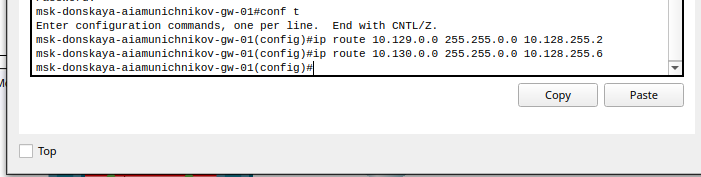 msk-donskaya-aiamunichnikov-gw-01#conf t
Enter configuration commands, one per line.  End with CNTL/Z.
msk-donskaya-aiamunichnikov-gw-01(config)#ip route 10.129.0.0 255.255.0.0 10.128.255.2
msk-donskaya-aiamunichnikov-gw-01(config)#ip route 10.130.0.0 255.255.0.0 10.128.255.6
msk-donskaya-aiamunichnikov-gw-01(config)#
Copy Paste
Top